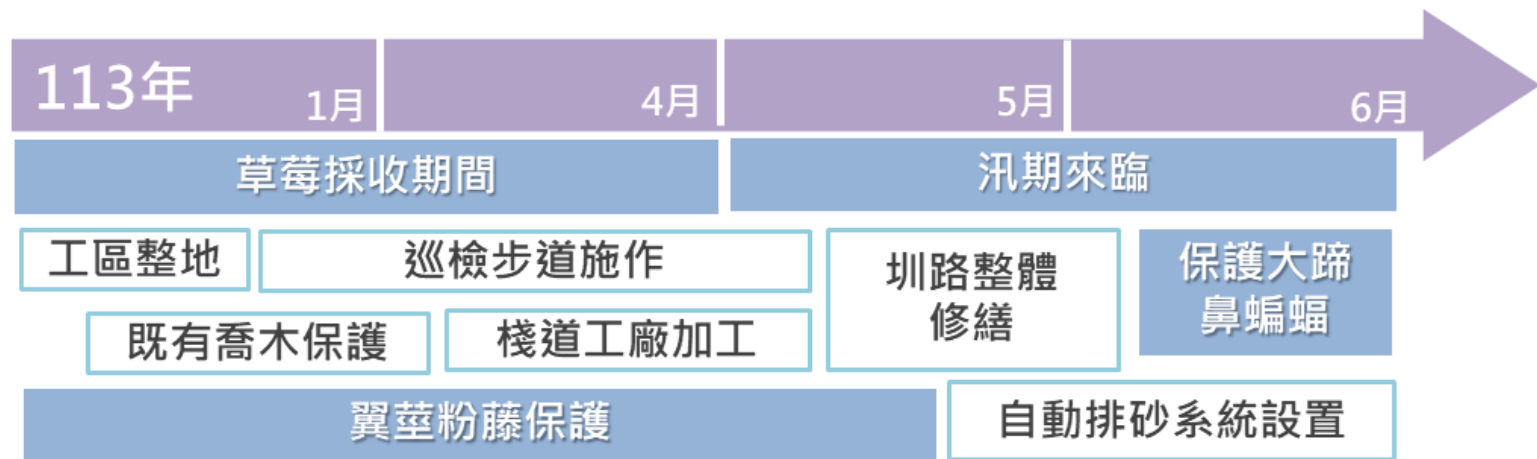 113年 1月 4月 5月 6月
草莓採收期間 汛期來臨
工區整地 巡檢步道施作
圳路整體
修繕
保護大蹄
鼻蝙蝠
既有喬木保護 棧道工廠加工
翼莖粉藤保護 自動排砂系統設置